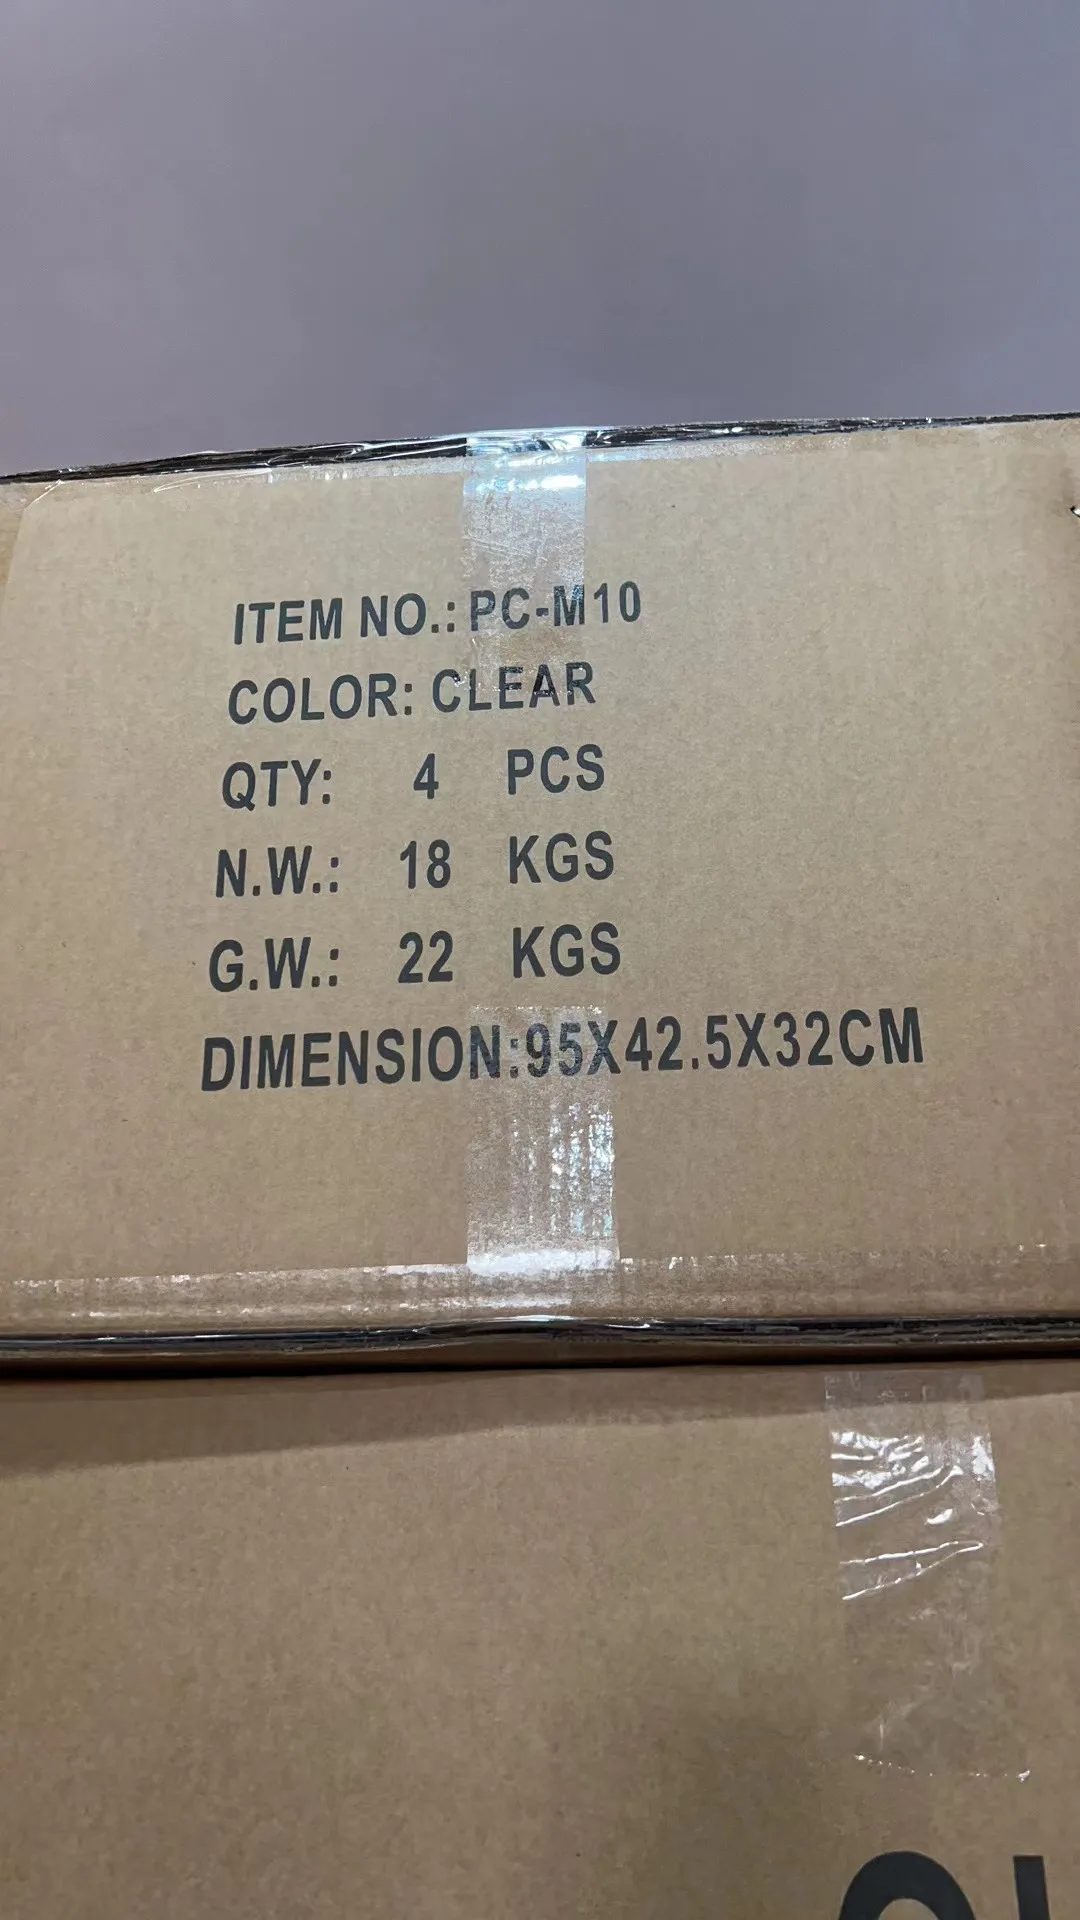 ITEM NO.: PC-M10
COLOR: CLEAR
QTY: 4 PCS
N.W.: 18 KGS
G.W.: 22 KGS
DIMENSION:95X42.5X32CM